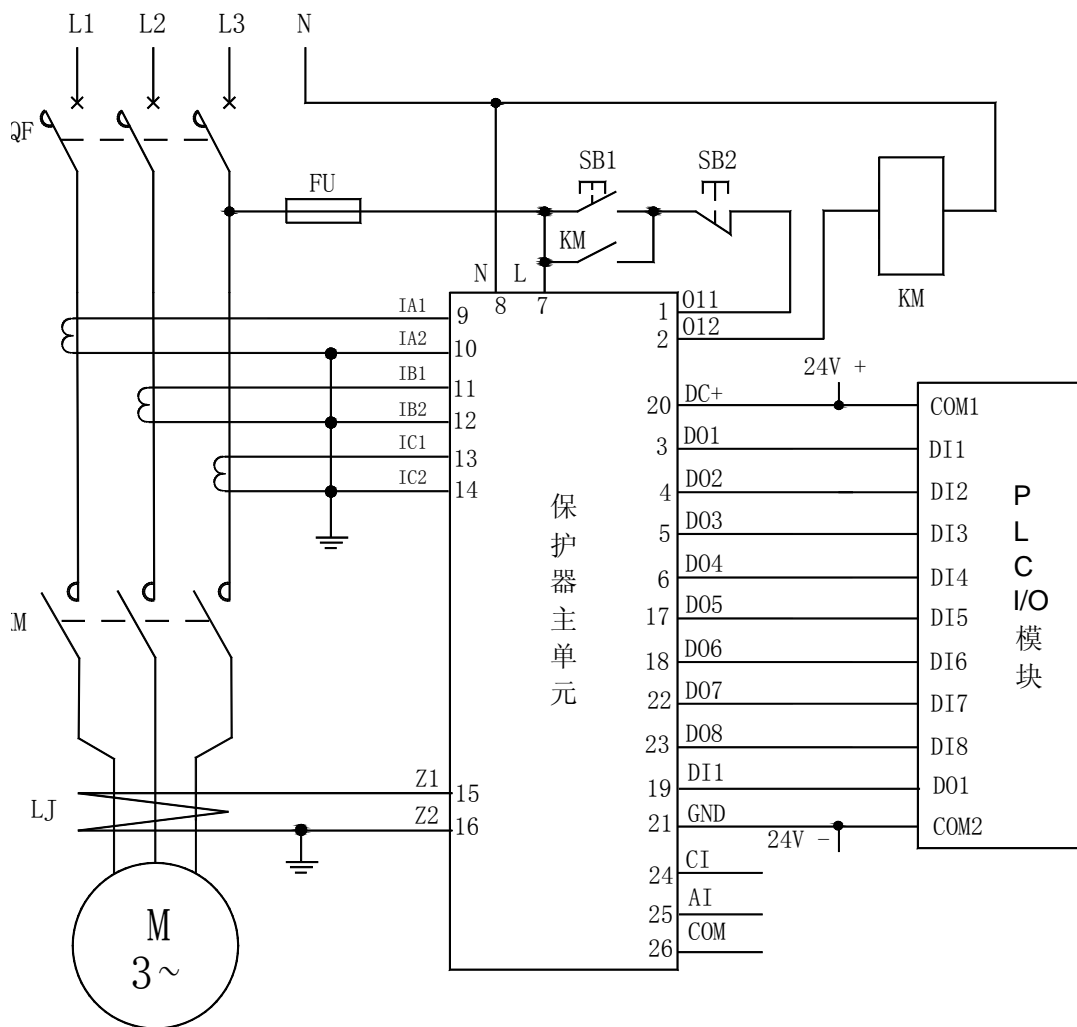 L1 L2 L3 N
QF
FU
SB1 SB2
KM
KM
N L
8 7
IA1 9
IA2 10
IB1 11
IB2 12
IC1 13
IC2 14
1 O11
2 O12
24V +
20 DC+ COM1
3 DO1 DI1
4 DO2 DI2
5 DO3 DI3
6 DO4 DI4
17 DO5 DI5
18 DO6 DI6
22 DO7 DI7
23 DO8 DI8
19 DI1 DO1
21 GND COM2
24V -
24 CI
25 AI
26 COM
保护器主单元
PLC
I/O
模块
Z1 15
Z2 16
LJ
M
3~